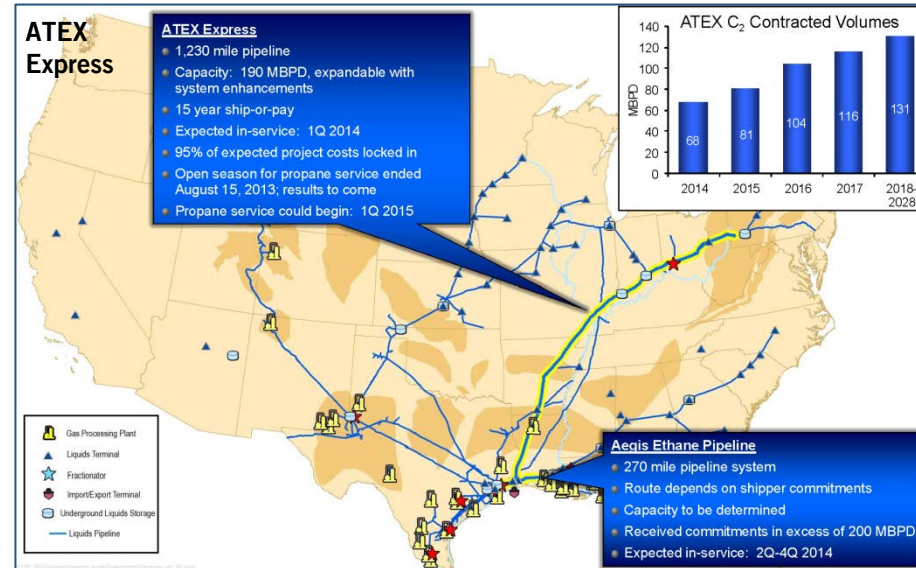 ATEX
Express
ATEX Express
1,230 mile pipeline
Capacity: 190 MBPD, expandable with
system enhancements
15 year ship-or-pay
Expected in-service: 1Q 2014
95% of expected project costs locked in
Open season for propane service ended
August 15, 2013; results to come
Propane service could begin: 1Q 2015
ATEX C₂ Contracted Volumes
MBPD
140
120
100
80
60
40
20
0
68
81
104
116
131
2014
2015
2016
2017
2018-
2028
Gas Processing Plant
Liquids Terminal
Fractionator
Import/Export Terminal
Underground Liquids Storage
Liquids Pipeline
Aegis Ethane Pipeline
270 mile pipeline system
Route depends on shipper commitments
Capacity to be determined
Received commitments in excess of 200 MBPD
Expected in-service: 2Q-4Q 2014